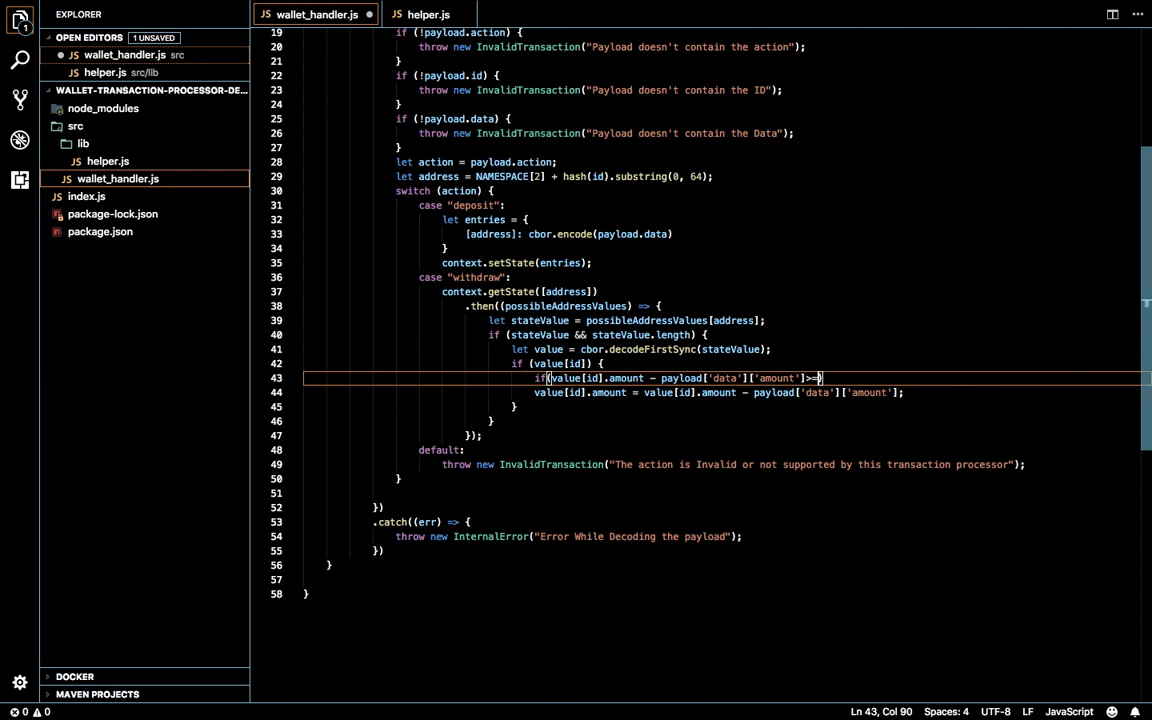 EXPLORER
OPEN EDITORS 1 UNSAVED
JS wallet_handler.js src
JS helper.js src/lib
WALLET-TRANSACTION-PROCESSOR-DE...
node_modules
src
lib
JS helper.js
JS wallet_handler.js
JS index.js
package-lock.json
package.json
DOCKER
MAVEN PROJECTS
1
JS wallet_handler.js
JS helper.js
19 if (!payload.action) {
20 throw new InvalidTransaction("Payload doesn't contain the action");
21 }
22 if (!payload.id) {
23 throw new InvalidTransaction("Payload doesn't contain the ID");
24 }
25 if (!payload.data) {
26 throw new InvalidTransaction("Payload doesn't contain the Data");
27 }
28 let action = payload.action;
29 let address = NAMESPACE[2] + hash(id).substring(0, 64);
30 switch (action) {
31 case "deposit":
32 let entries = {
33 [address]: cbor.encode(payload.data)
34 }
35 context.setState(entries);
36 case "withdraw":
37 context.getState([address])
38 .then((possibleAddressValues) => {
39 let stateValue = possibleAddressValues[address];
40 if (stateValue && stateValue.length) {
41 let value = cbor.decodeFirstSync(stateValue);
42 if (value[id]) {
43 if(value[id].amount - payload['data']['amount']>=)
44 value[id].amount = value[id].amount - payload['data']['amount'];
45 }
46 }
47 });
48 default:
49 throw new InvalidTransaction("The action is Invalid or not supported by this transaction processor");
50 }
51
52 })
53 .catch((err) => {
54 throw new InternalError("Error While Decoding the payload");
55 })
56 }
57
58 }
0 0 Ln 43, Col 90 Spaces: 4 UTF-8 LF JavaScript